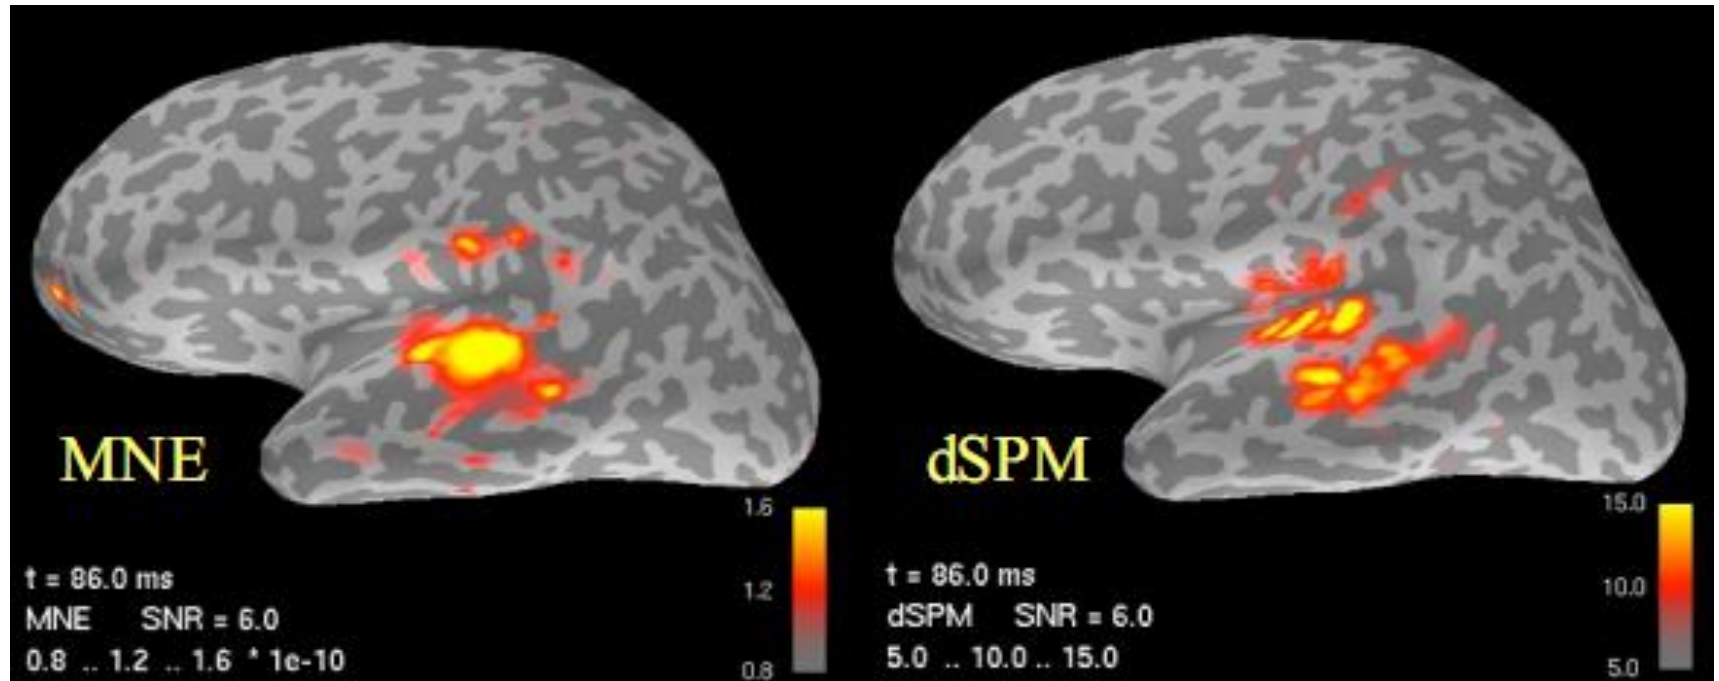 MNE
1.6
1.2
0.8
t = 86.0 ms
MNE SNR = 6.0
0.8 .. 1.2 .. 1.6 * 1e-10
dSPM
15.0
10.0
5.0
t = 86.0 ms
dSPM SNR = 6.0
5.0 .. 10.0 .. 15.0